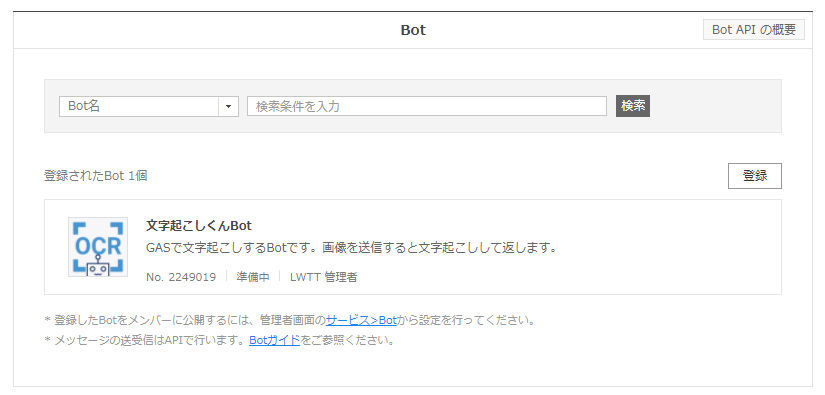 Bot
Bot API の概要
Bot名
検索条件を入力
検索
登録されたBot 1個
登録
OCR
文字起こしくんBot
GASで文字起こしするBotです。画像を送信すると文字起こしして返します。
No. 2249019 準備中 LWTT 管理者
* 登録したBotをメンバーに公開するには、管理者画面のサービス>Botから設定を行ってください。
* メッセージの送受信はAPIで行います。Botガイドをご参照ください。